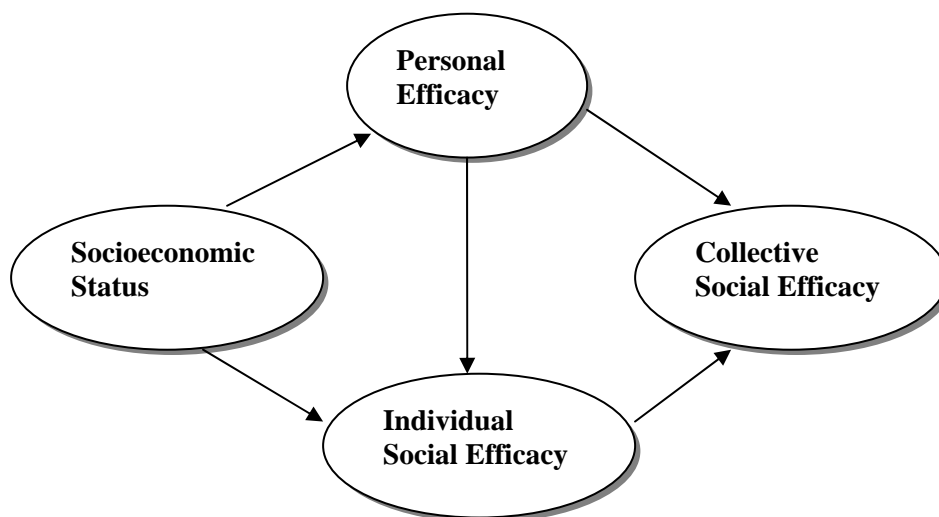 Personal
Efficacy
Socioeconomic
Status
Collective
Social Efficacy
Individual
Social Efficacy